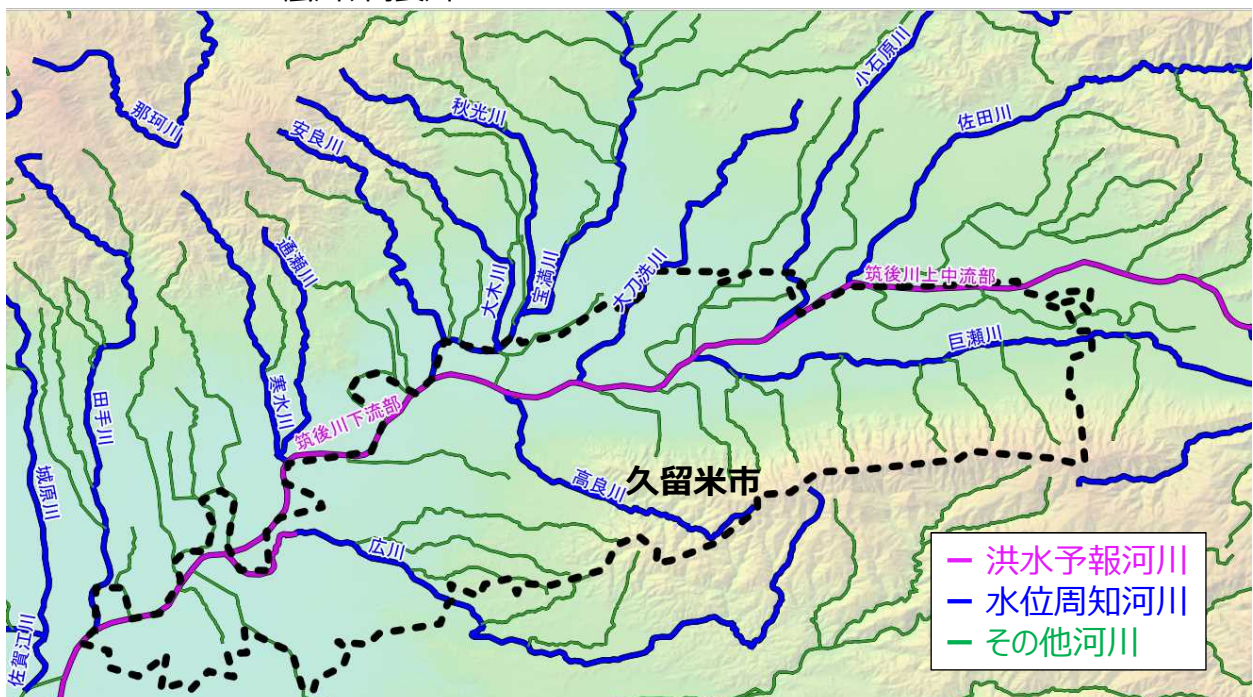 那珂川
秋光川
安良川
小石原川
佐田川
通瀬川
大木川
宝満川
大刀洗川
筑後川上中流部
巨瀬川
寒水川
田手川
筑後川下流部
城原川
高良川
久留米市
広川
佐賀江川
洪水予報河川
水位周知河川
その他河川